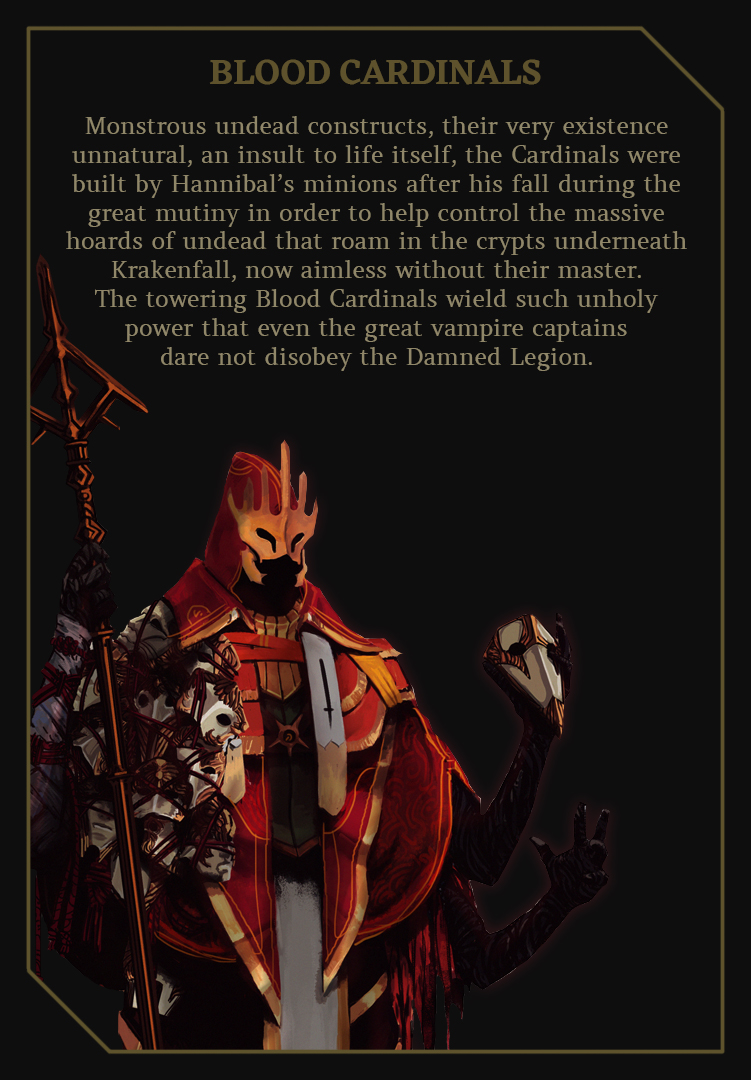 BLOOD CARDINALS
Monstrous undead constructs, their very existence
unnatural, an insult to life itself, the Cardinals were
built by Hannibal’s minions after his fall during the
great mutiny in order to help control the massive
hoards of undead that roam in the crypts underneath
Krakenfall, now aimless without their master.
The towering Blood Cardinals wield such unholy
power that even the great vampire captains
dare not disobey the Damned Legion.